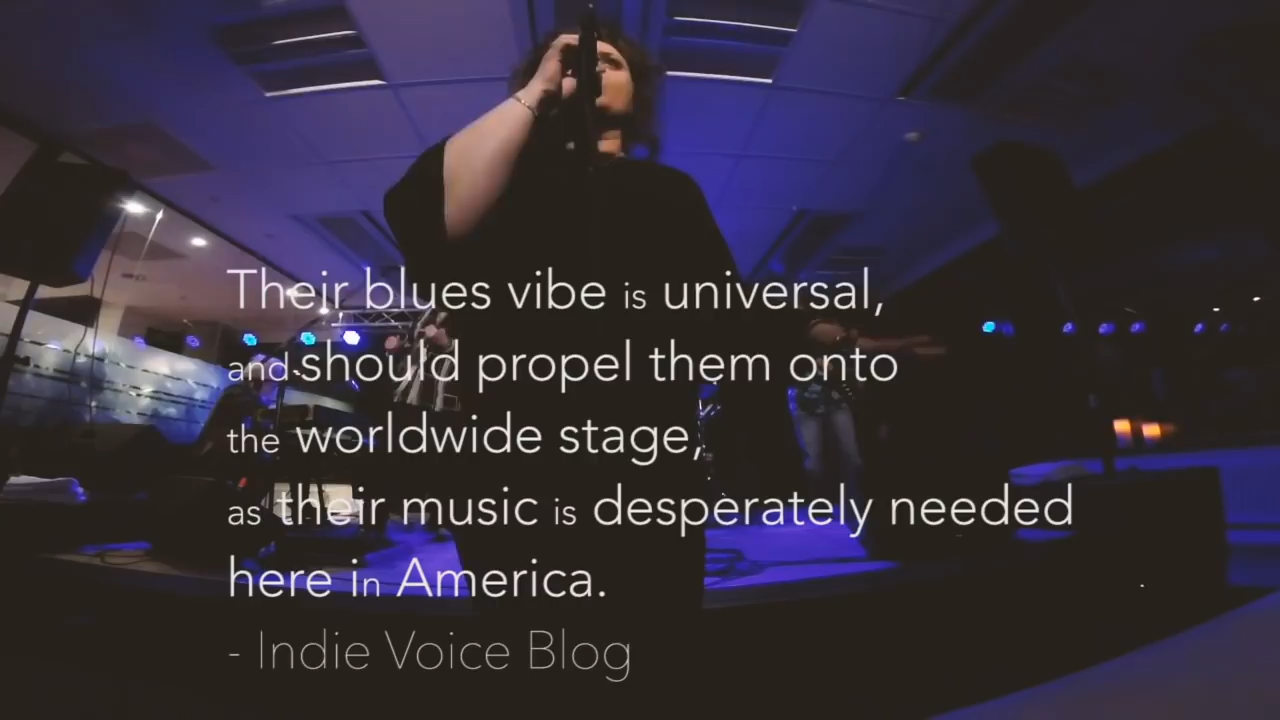 Their blues vibe is universal,
and should propel them onto
the worldwide stage,
as their music is desperately needed
here in America.
- Indie Voice Blog